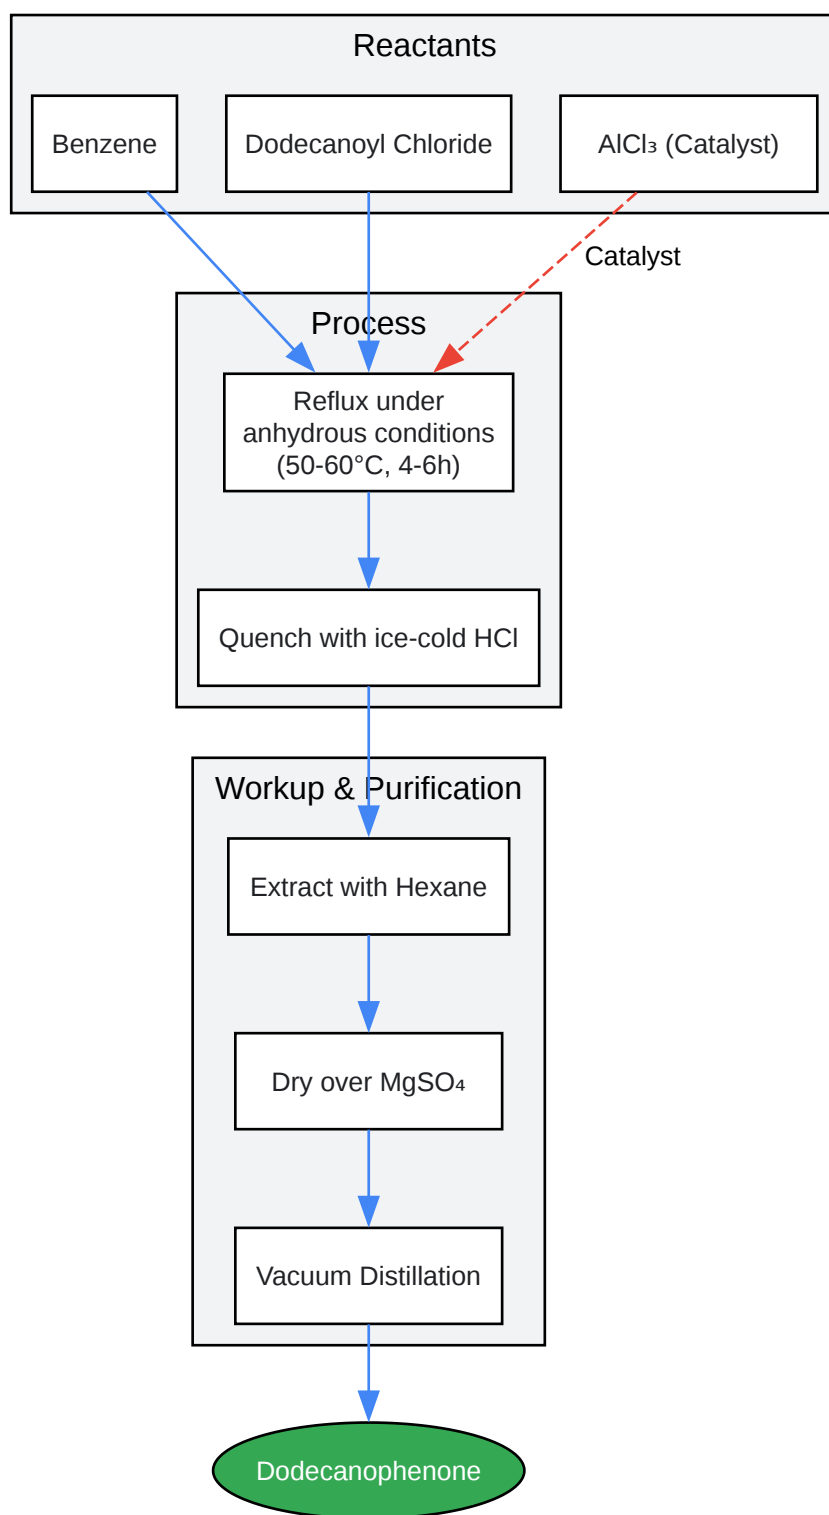 Reactants
Benzene
Dodecanoyl Chloride
AlCl₃ (Catalyst)
Catalyst
Process
Reflux under
anhydrous conditions
(50-60°C, 4-6h)
Quench with ice-cold HCl
Workup & Purification
Extract with Hexane
Dry over MgSO₄
Vacuum Distillation
Dodecanophenone